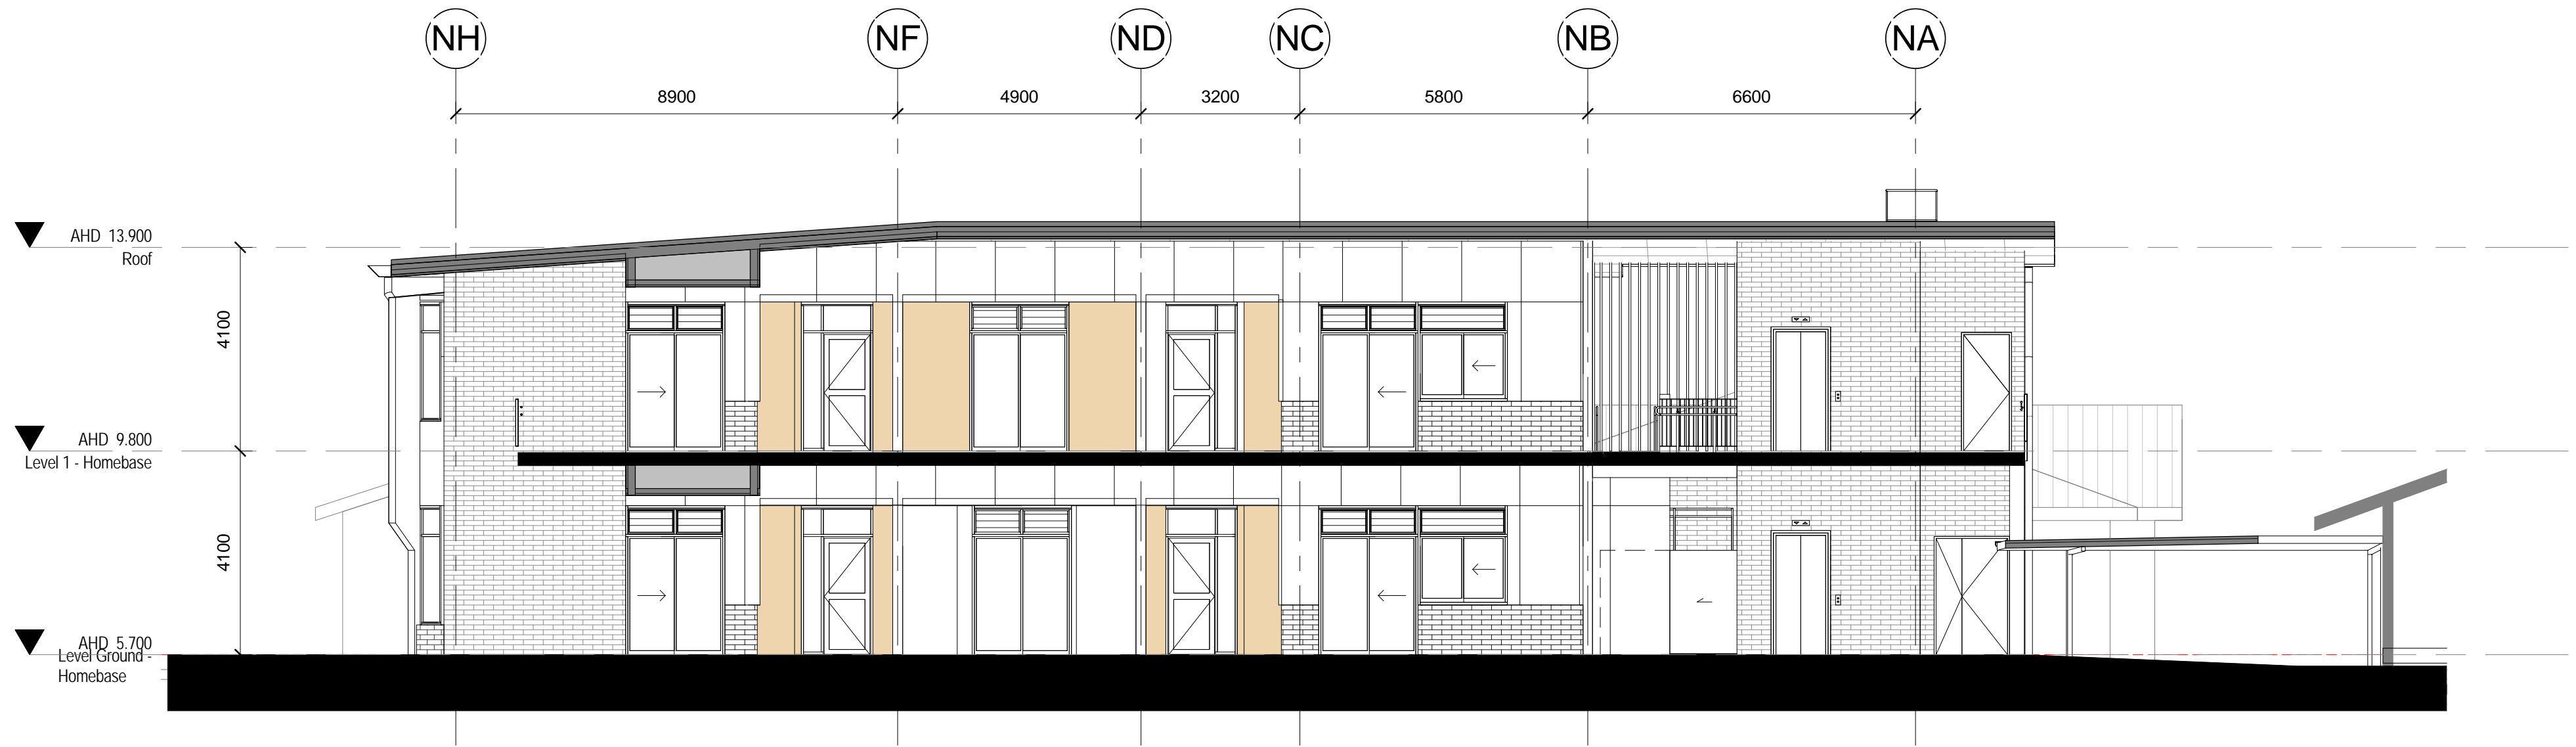 NH
NF
ND
NC
NB
NA
8900
4900
3200
5800
6600
AHD 13.900
Roof
4100
AHD 9.800
Level 1 - Homebase
4100
AHD 5.700
Level Ground -
Homebase